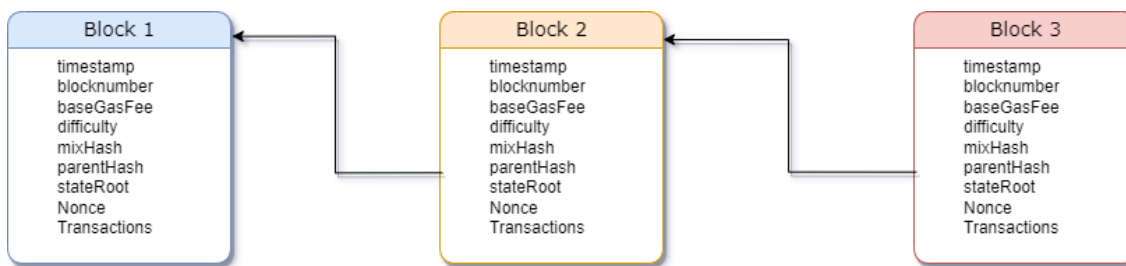 Block 1
timestamp
blocknumber
baseGasFee
difficulty
mixHash
parentHash
stateRoot
Nonce
Transactions
Block 2
timestamp
blocknumber
baseGasFee
difficulty
mixHash
parentHash
stateRoot
Nonce
Transactions
Block 3
timestamp
blocknumber
baseGasFee
difficulty
mixHash
parentHash
stateRoot
Nonce
Transactions